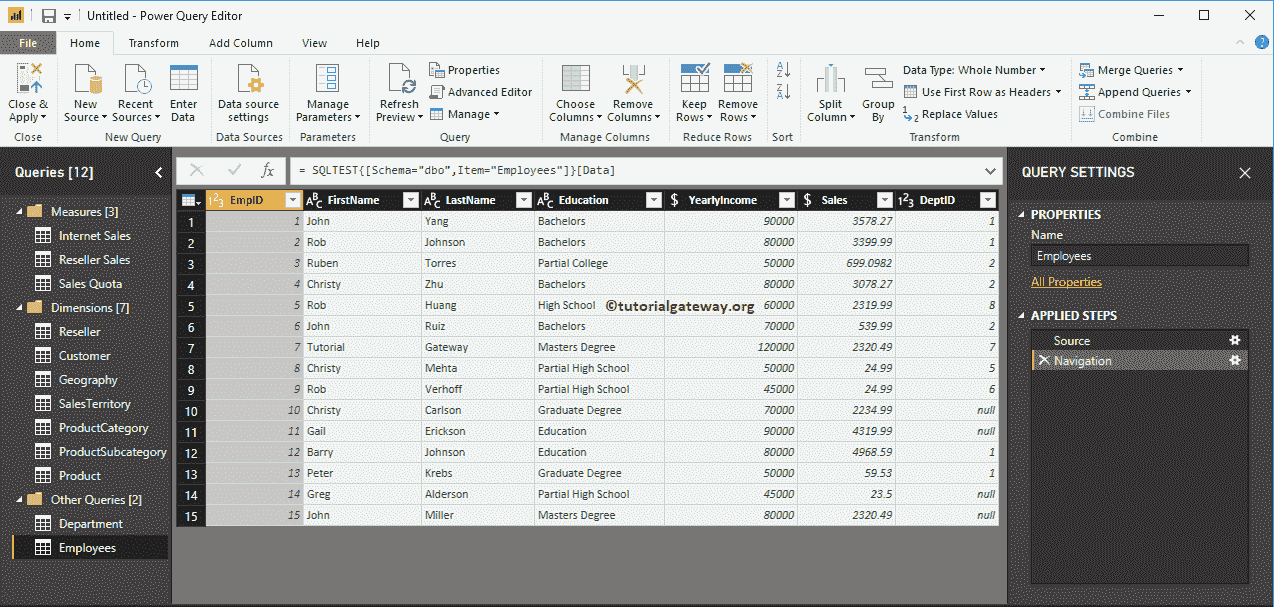 Untitled - Power Query Editor
File Home Transform Add Column View Help
Close & Apply
Close
New Source
Recent Sources
Enter Data
New Query
Data source settings
Data Sources
Manage Parameters
Parameters
Refresh Preview
Properties
Advanced Editor
Manage
Query
Choose Columns
Remove Columns
Manage Columns
Keep Rows
Remove Rows
Reduce Rows
Sort
Split Column
Group By
Data Type: Whole Number
Use First Row as Headers
Replace Values
Transform
Merge Queries
Append Queries
Combine Files
Combine
Queries [12]
Measures [3]
Internet Sales
Reseller Sales
Sales Quota
Dimensions [7]
Reseller
Customer
Geography
SalesTerritory
ProductCategory
ProductSubcategory
Product
Other Queries [2]
Department
Employees
fx = SQLTEST{[Schema="dbo",Item="Employees"]}[Data]
EmpID FirstName LastName Education YearlyIncome Sales DeptID
1 1 John Yang Bachelors 90000 3578.27 1
2 2 Rob Johnson Bachelors 80000 3399.99 1
3 3 Ruben Torres Partial College 50000 699.0982 2
4 4 Christy Zhu Bachelors 80000 3078.27 2
5 5 Rob Huang High School 60000 2319.99 8
©tutorialgateway.org
6 6 John Ruiz Bachelors 70000 539.99 2
7 7 Tutorial Gateway Masters Degree 120000 2320.49 7
8 8 Christy Mehta Partial High School 50000 24.99 5
9 9 Rob Verhoff Partial High School 45000 24.99 6
10 10 Christy Carlson Graduate Degree 70000 2234.99 null
11 11 Gail Erickson Education 90000 4319.99 null
12 12 Barry Johnson Education 80000 4968.59 1
13 13 Peter Krebs Graduate Degree 50000 59.53 1
14 14 Greg Alderson Partial High School 45000 23.5 null
15 15 John Miller Masters Degree 80000 2320.49 null
QUERY SETTINGS
PROPERTIES
Name
Employees
All Properties
APPLIED STEPS
Source
Navigation